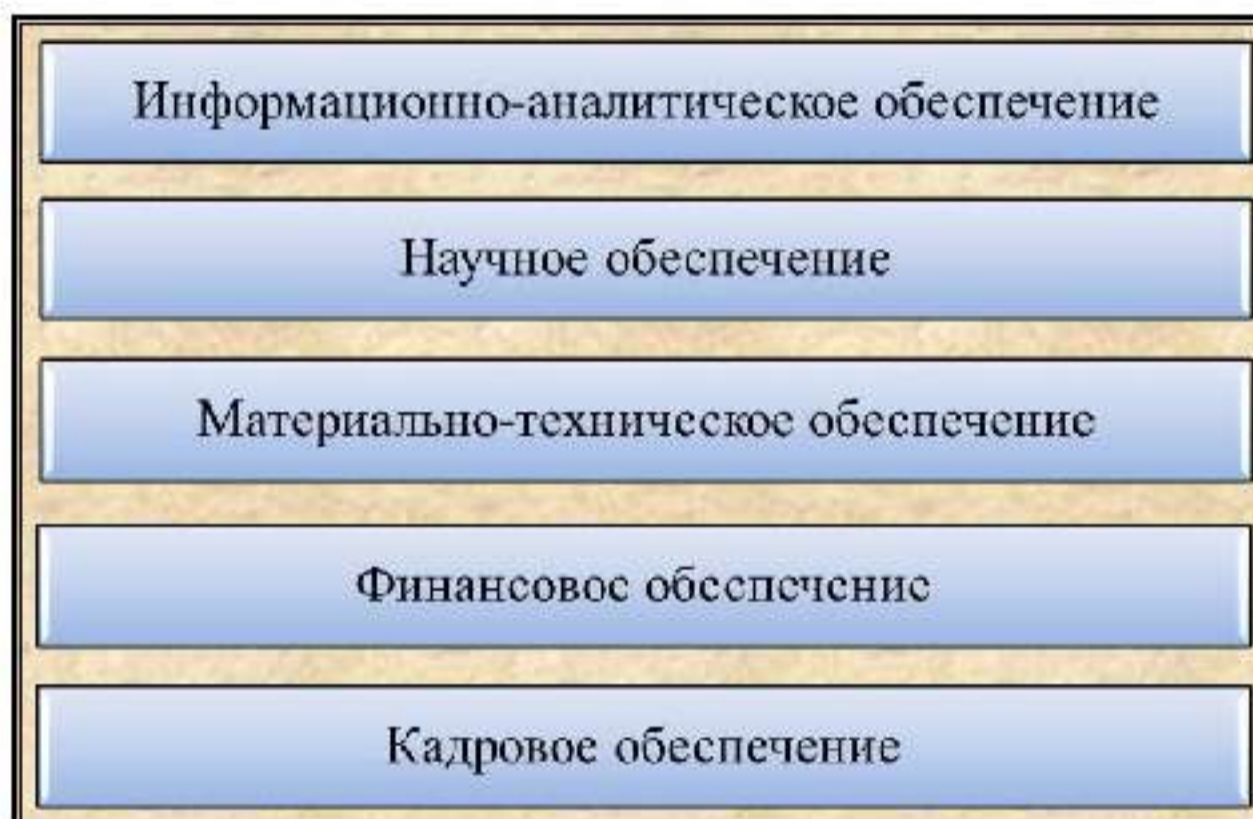 Информационно-аналитическое обеспечение
Научное обеспечение
Материально-техническое обеспечение
Финансовое обеспечение
Кадровое обеспечение